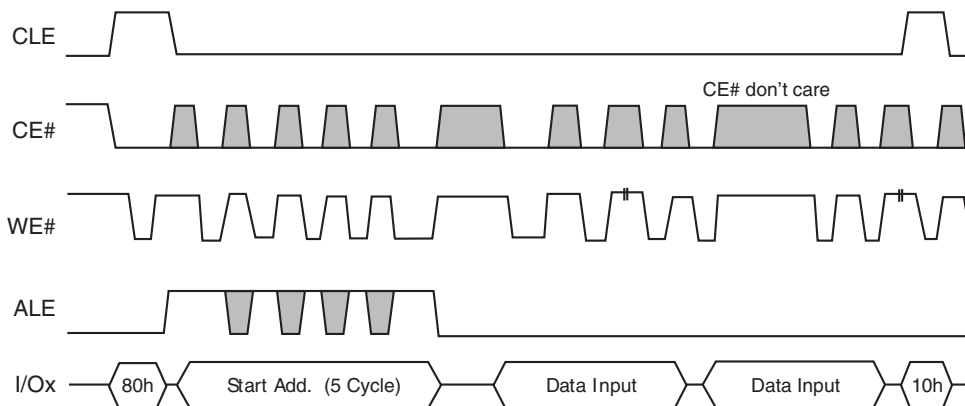 CLE
CE#
CE# don't care
WE#
ALE
I/Ox
80h
Start Add. (5 Cycle)
Data Input
Data Input
10h